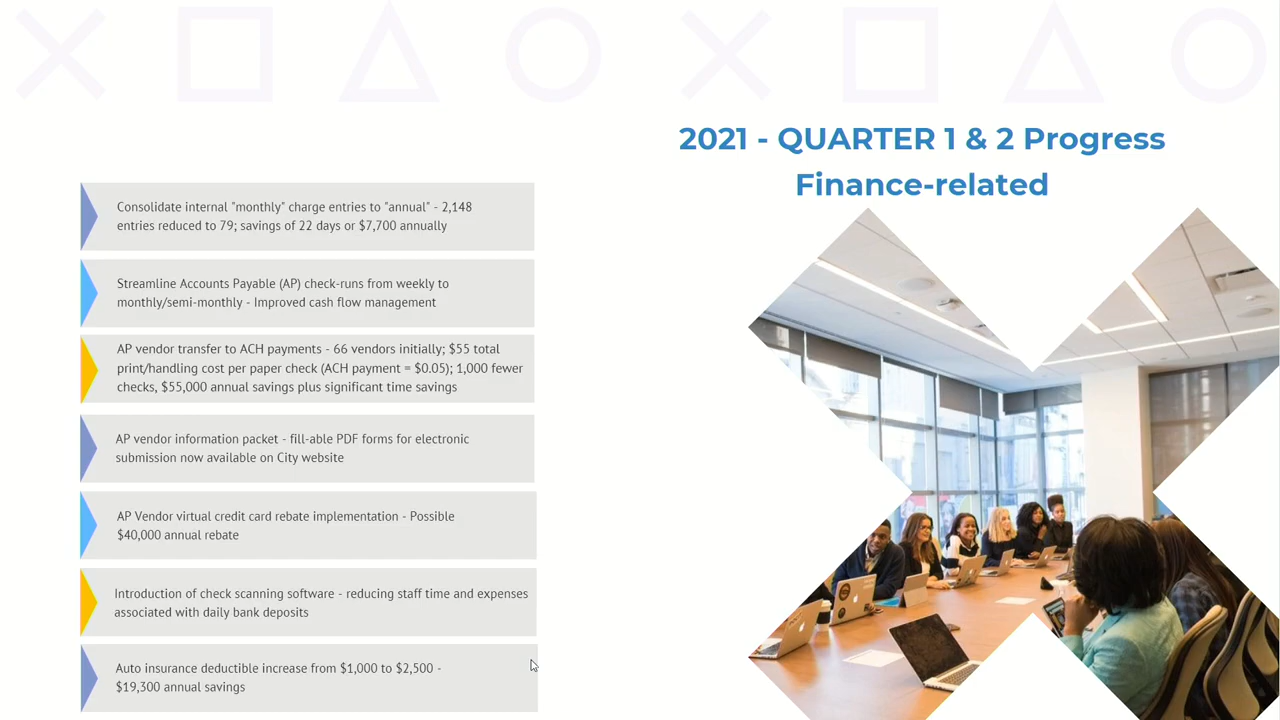 2021 - QUARTER 1 & 2 Progress
Finance-related
Consolidate internal "monthly" charge entries to "annual" - 2,148
entries reduced to 79; savings of 22 days or $7,700 annually
Streamline Accounts Payable (AP) check-runs from weekly to
monthly/semi-monthly - Improved cash flow management
AP vendor transfer to ACH payments - 66 vendors initially; $55 total
print/handling cost per paper check (ACH payment = $0.05); 1,000 fewer
checks, $55,000 annual savings plus significant time savings
AP vendor information packet - fill-able PDF forms for electronic
submission now available on City website
AP Vendor virtual credit card rebate implementation - Possible
$40,000 annual rebate
Introduction of check scanning software - reducing staff time and expenses
associated with daily bank deposits
Auto insurance deductible increase from $1,000 to $2,500 -
$19,300 annual savings